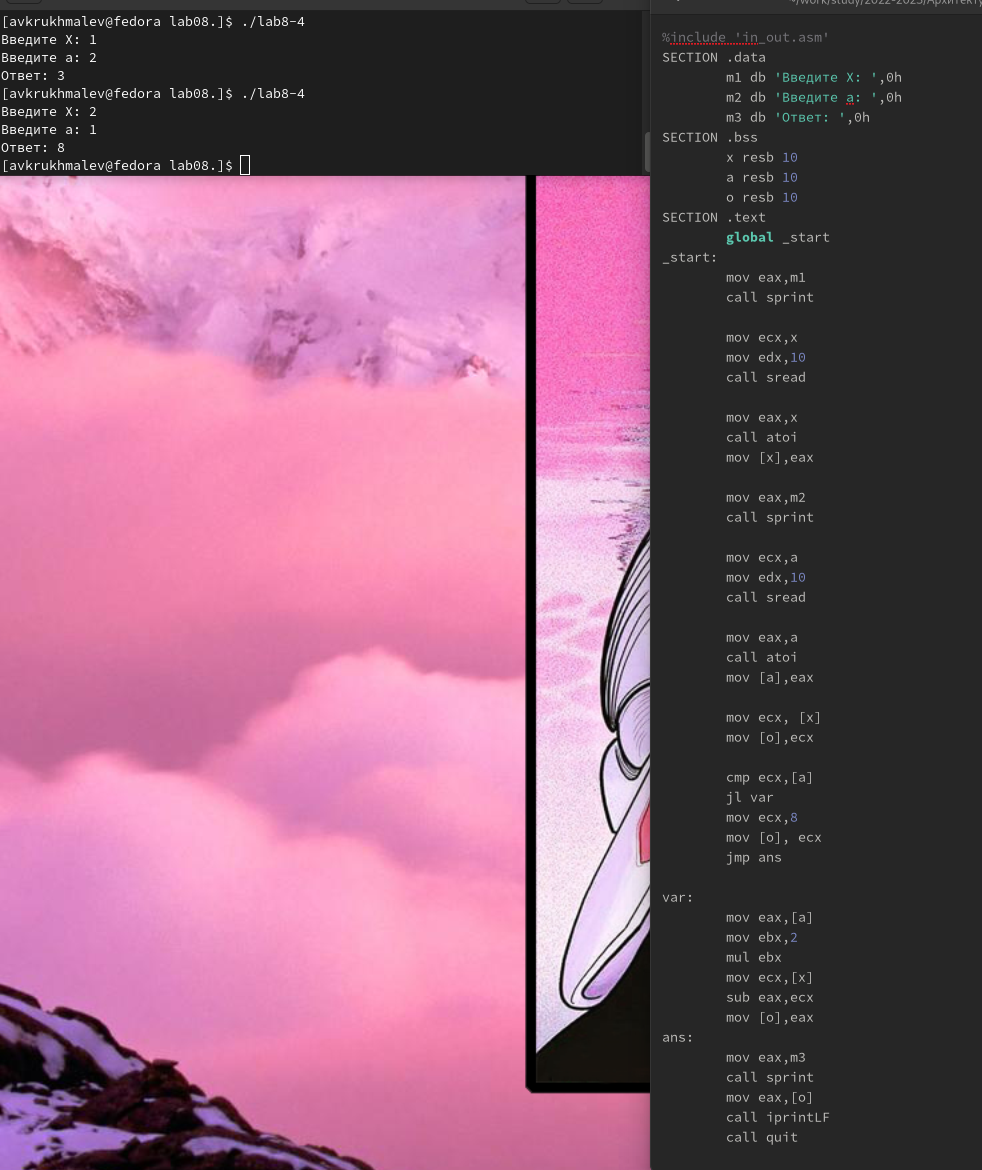 [avkrukhmalev@fedora lab08.]$ ./lab8-4
Введите X: 1
Введите a: 2
Ответ: 3
[avkrukhmalev@fedora lab08.]$ ./lab8-4
Введите X: 2
Введите a: 1
Ответ: 8
[avkrukhmalev@fedora lab08.]$
~/work/study/2022-2023/Архитекту
%include 'in_out.asm'
SECTION .data
m1 db 'Введите X: ',0h
m2 db 'Введите a: ',0h
m3 db 'Ответ: ',0h
SECTION .bss
x resb 10
a resb 10
o resb 10
SECTION .text
global _start
_start:
mov eax,m1
call sprint
mov ecx,x
mov edx,10
call sread
mov eax,x
call atoi
mov [x],eax
mov eax,m2
call sprint
mov ecx,a
mov edx,10
call sread
mov eax,a
call atoi
mov [a],eax
mov ecx, [x]
mov [o],ecx
cmp ecx,[a]
jl var
mov ecx,8
mov [o], ecx
jmp ans
var:
mov eax,[a]
mov ebx,2
mul ebx
mov ecx,[x]
sub eax,ecx
mov [o],eax
ans:
mov eax,m3
call sprint
mov eax,[o]
call iprintLF
call quit